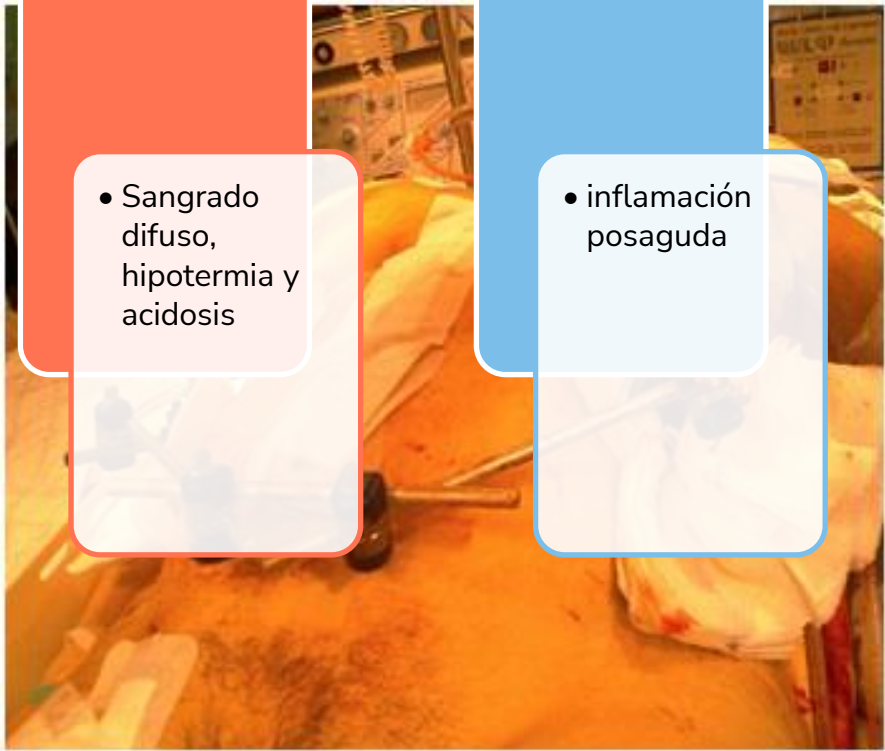 • Sangrado
difuso,
hipotermia y
acidosis
• inflamación
posaguda